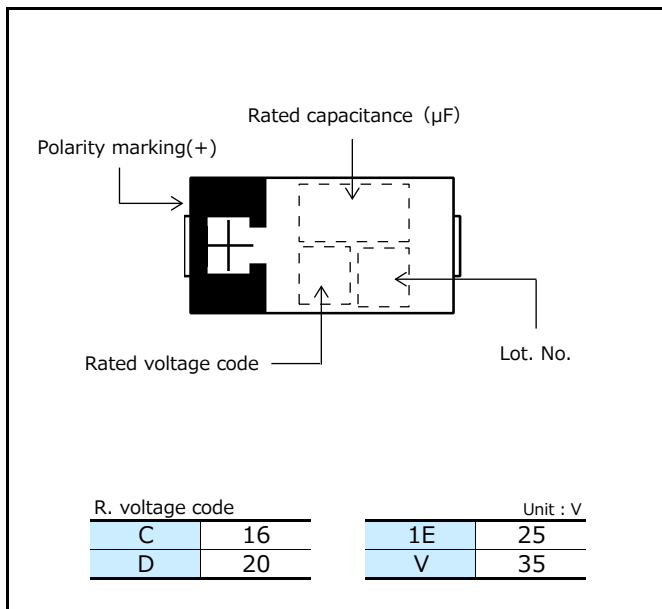 Rated capacitance (μF)
Polarity marking(+)
Rated voltage code
Lot. No.
R. voltage code
Unit : V
C 16 1E 25
D 20 V 35